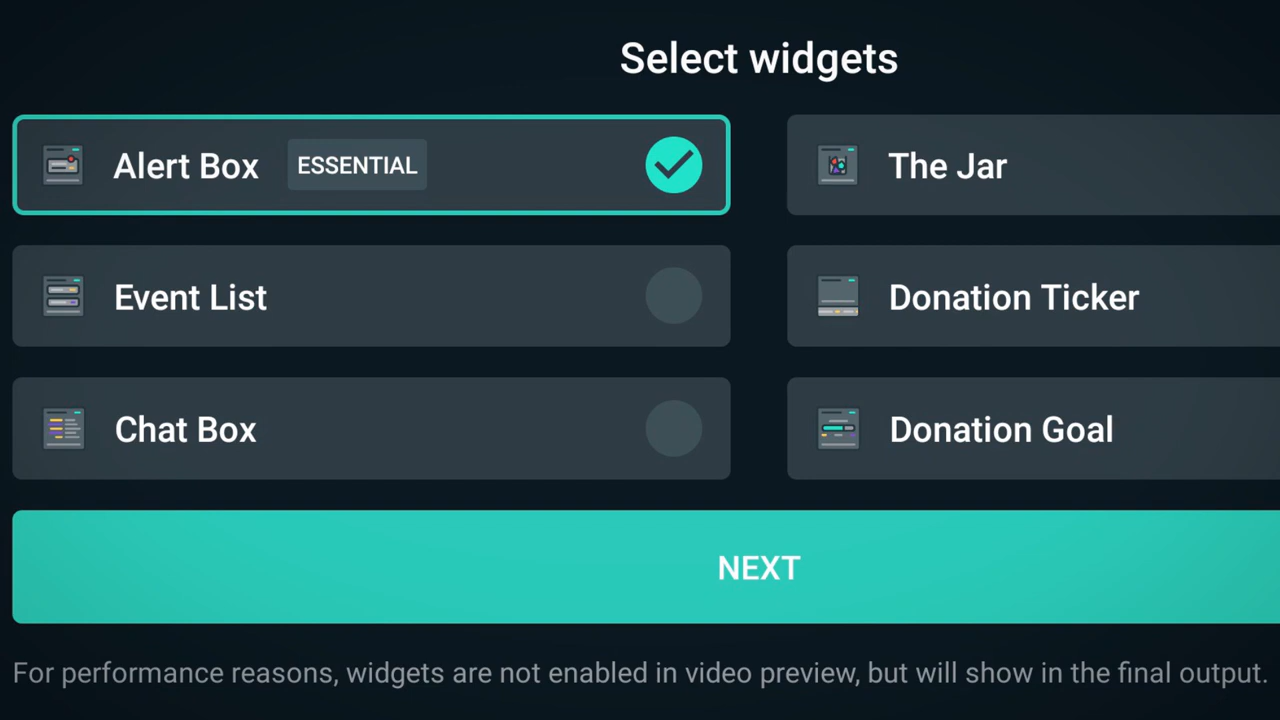 Select widgets
Alert Box ESSENTIAL
The Jar
Event List
Donation Ticker
Chat Box
Donation Goal
NEXT
For performance reasons, widgets are not enabled in video preview, but will show in the final output.